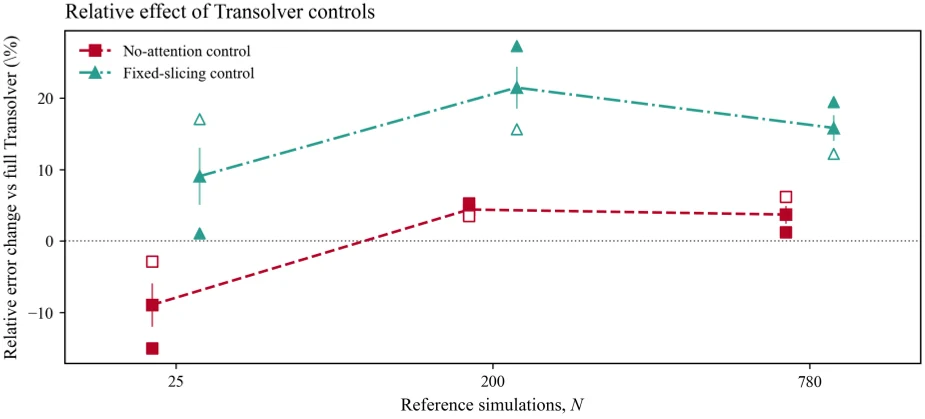 Relative effect of Transolver controls
Relative error change vs full Transolver (\%)
No-attention control
Fixed-slicing control
20
10
0
−10
25
200
780
Reference simulations, N